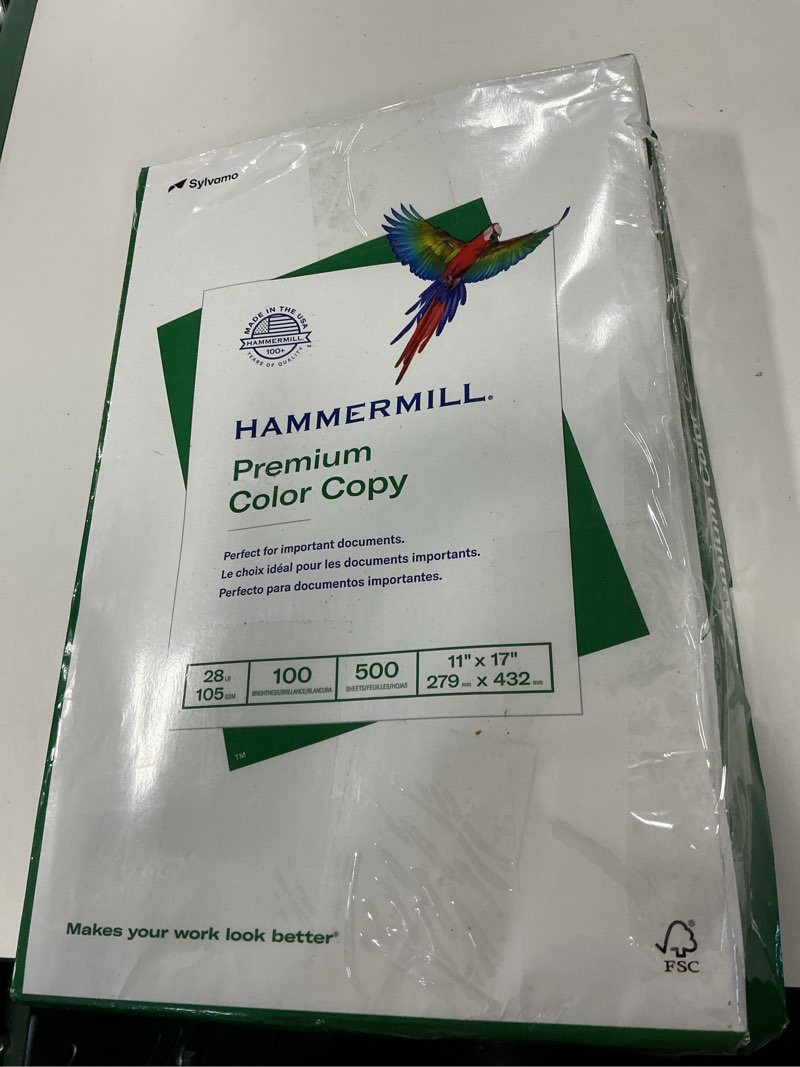 Sylvamo
MADE IN THE USA
HAMMERMILL
100+
YEARS OF QUALITY
HAMMERMILL®
Premium
Color Copy
Perfect for important documents.
Le choix idéal pour les documents importants.
Perfecto para documentos importantes.
28 LB
105 GSM
100
BRIGHTNESS/BRILLANCE/BLANCURA
500
SHEETS/FEUILLES/HOJAS
11" x 17"
279 mm x 432 mm
TM
Makes your work look better®
FSC®